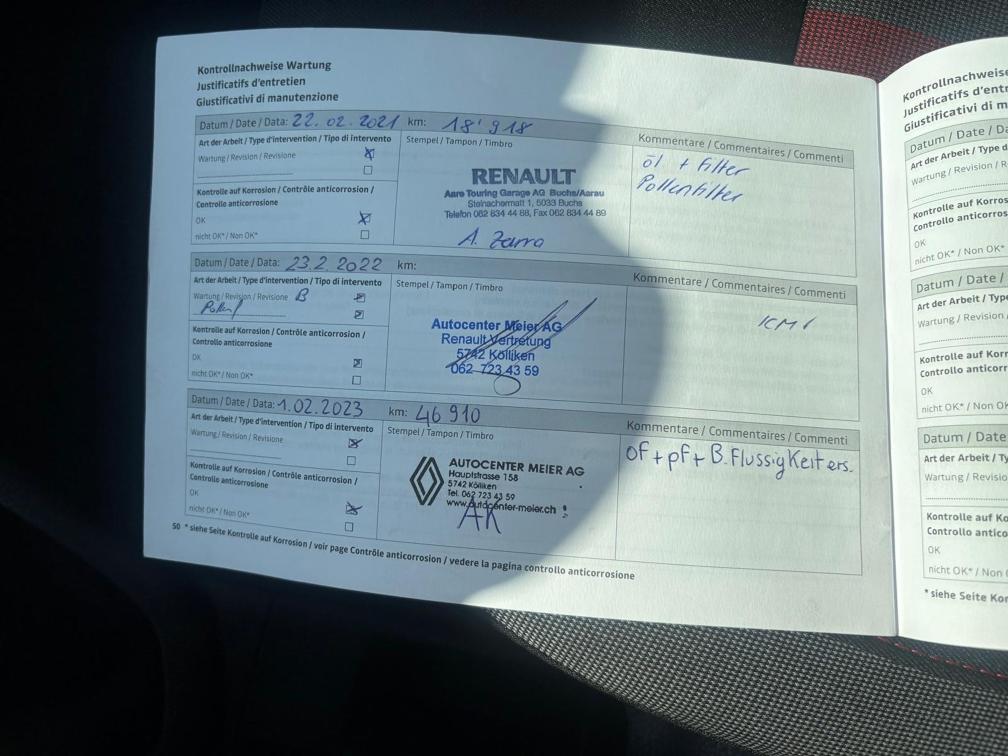 Kontrollnachweise Wartung
Justificatifs d'entretien
Giustificativi di manutenzione
Datum / Date / Data: 22.02.2021 km: 18'918
Art der Arbeit / Type d'intervention / Tipo di intervento
Wartung / Revision / Revisione
Kontrolle auf Korrosion / Contrôle anticorrosion /
Controllo anticorrosione
OK
nicht OK* / Non OK*
Stempel / Tampon / Timbro
RENAULT
Aare Touring Garage AG Buchs/Aarau
Steinachermatt 1, 5033 Buchs
Telefon 062 834 44 88, Fax 062 834 44 89
A. Zarra
Kommentare / Commentaires / Commenti
öl + Filter
Pollenfilter
Datum / Date / Data: 23.2.2022 km:
Art der Arbeit / Type d'intervention / Tipo di intervento
Wartung / Revision / Revisione B
Kontrolle auf Korrosion / Contrôle anticorrosion /
Controllo anticorrosione
OK
nicht OK* / Non OK*
Stempel / Tampon / Timbro
Autocenter Meier AG
Renault Vertretung
5742 Kölliken
062 723 43 59
Kommentare / Commentaires / Commenti
Datum / Date / Data: 1.02.2023 km: 46 910
Art der Arbeit / Type d'intervention / Tipo di intervento
Wartung / Revision / Revisione
Kontrolle auf Korrosion / Contrôle anticorrosion /
Controllo anticorrosione
OK
nicht OK* / Non OK*
Stempel / Tampon / Timbro
AUTOCENTER MEIER AG
Hauptstrasse 158
5742 Kölliken
Tel. 062 723 43 59
www.autocenter-meier.ch
AK
Kommentare / Commentaires / Commenti
of + pf + B.Flüssigkeit ers.
50 * siehe Seite Kontrolle auf Korrosion / voir page Contrôle anticorrosion / vedere la pagina controllo anticorrosione
Kontrollnachweise
Justificatifs d'entre
Giustificativi di m
Datum / Date / D
Art der Arbeit / Type d
Wartung / Revision
Kontrolle auf Korros
Controllo anticorro
OK
nicht OK* / Non OK*
Datum / Date / D
Art der Arbeit / Ty
Wartung / Revisio
Kontrolle auf Kor
Controllo anticorr
OK
nicht OK* / Non O
Datum / Date
Art der Arbeit / Ty
Wartung / Revisio
Kontrolle auf Ko
Controllo antico
OK
nicht OK* / Non
* siehe Seite Kor